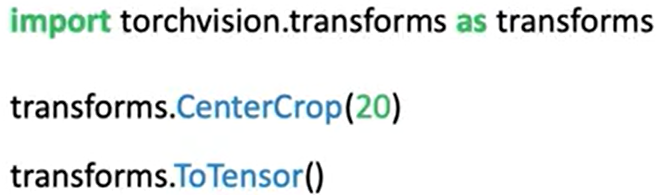 import torchvision.transforms as transforms
transforms.CenterCrop(20)
transforms.ToTensor()